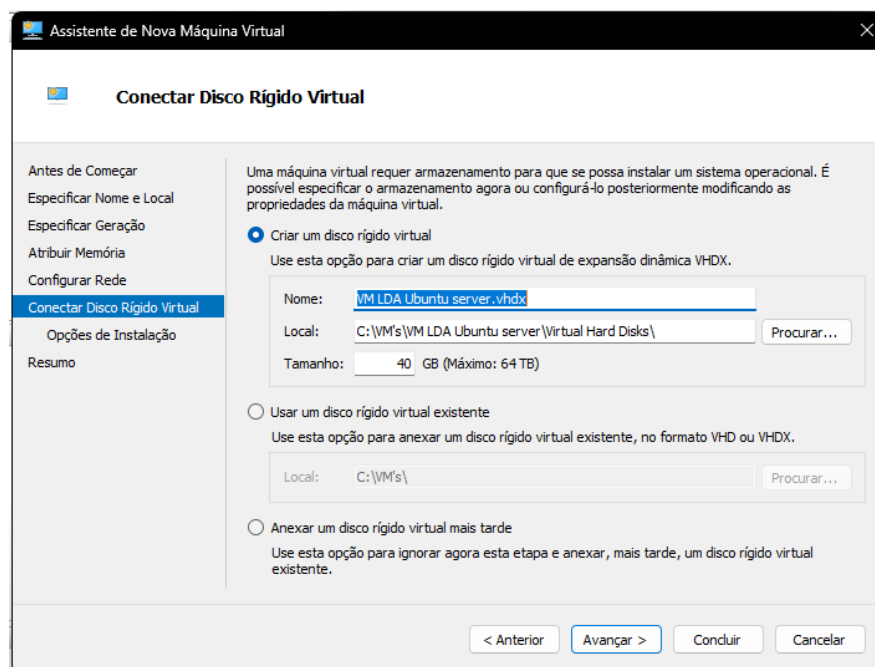 Assistente de Nova Máquina Virtual
Conectar Disco Rígido Virtual
Antes de Começar
Especificar Nome e Local
Especificar Geração
Atribuir Memória
Configurar Rede
Conectar Disco Rígido Virtual
Opções de Instalação
Resumo
Uma máquina virtual requer armazenamento para que se possa instalar um sistema operacional. É
possível especificar o armazenamento agora ou configurá-lo posteriormente modificando as
propriedades da máquina virtual.
Criar um disco rígido virtual
Use esta opção para criar um disco rígido virtual de expansão dinâmica VHDX.
Nome: VM LDA Ubuntu server.vhdx
Local: C:\VM's\VM LDA Ubuntu server\Virtual Hard Disks\ Procurar...
Tamanho: 40 GB (Máximo: 64 TB)
Usar um disco rígido virtual existente
Use esta opção para anexar um disco rígido virtual existente, no formato VHD ou VHDX.
Local: C:\VM's\ Procurar...
Anexar um disco rígido virtual mais tarde
Use esta opção para ignorar agora esta etapa e anexar, mais tarde, um disco rígido virtual
existente.
< Anterior Avançar > Concluir Cancelar